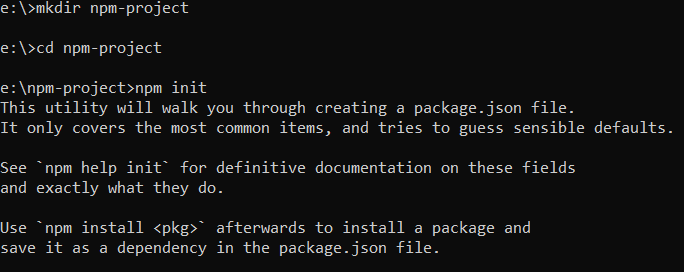 e:\>mkdir npm-project
e:\>cd npm-project
e:\npm-project>npm init
This utility will walk you through creating a package.json file.
It only covers the most common items, and tries to guess sensible defaults.
See `npm help init` for definitive documentation on these fields
and exactly what they do.
Use `npm install <pkg>` afterwards to install a package and
save it as a dependency in the package.json file.